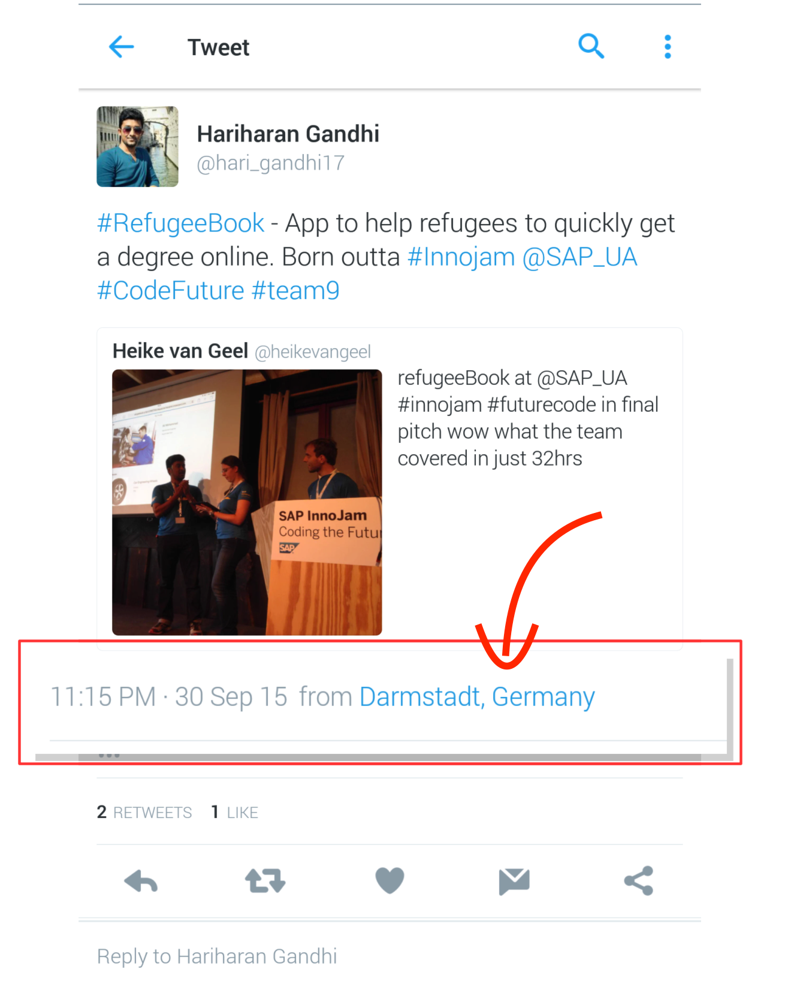 Tweet
Hariharan Gandhi
@hari_gandhi17
#RefugeeBook - App to help refugees to quickly get
a degree online. Born outta #Innojam @SAP_UA
#CodeFuture #team9
Heike van Geel @heikevangeel
refugeeBook at @SAP_UA
#innojam #futurecode in final
pitch wow what the team
covered in just 32hrs
SAP InnoJam
Coding the Futu
SAP
11:15 PM · 30 Sep 15 from Darmstadt, Germany
2 RETWEETS 1 LIKE
Reply to Hariharan Gandhi